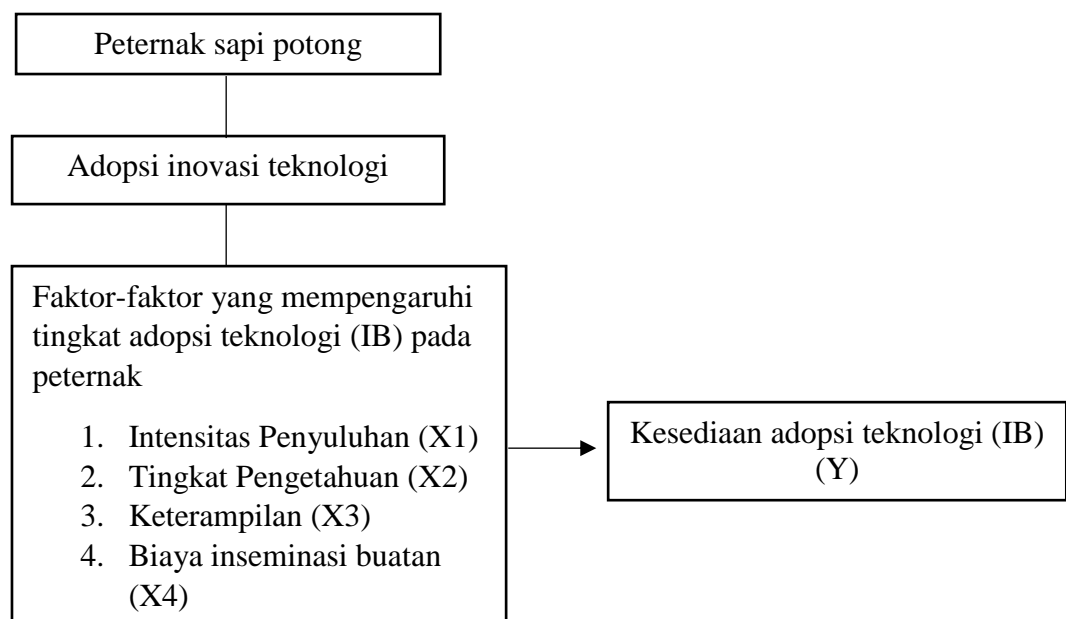 Peternak sapi potong
Adopsi inovasi teknologi
Faktor-faktor yang mempengaruhi
tingkat adopsi teknologi (IB) pada
peternak
1. Intensitas Penyuluhan (X1)
2. Tingkat Pengetahuan (X2)
3. Keterampilan (X3)
4. Biaya inseminasi buatan
(X4)
Kesediaan adopsi teknologi (IB)
(Y)